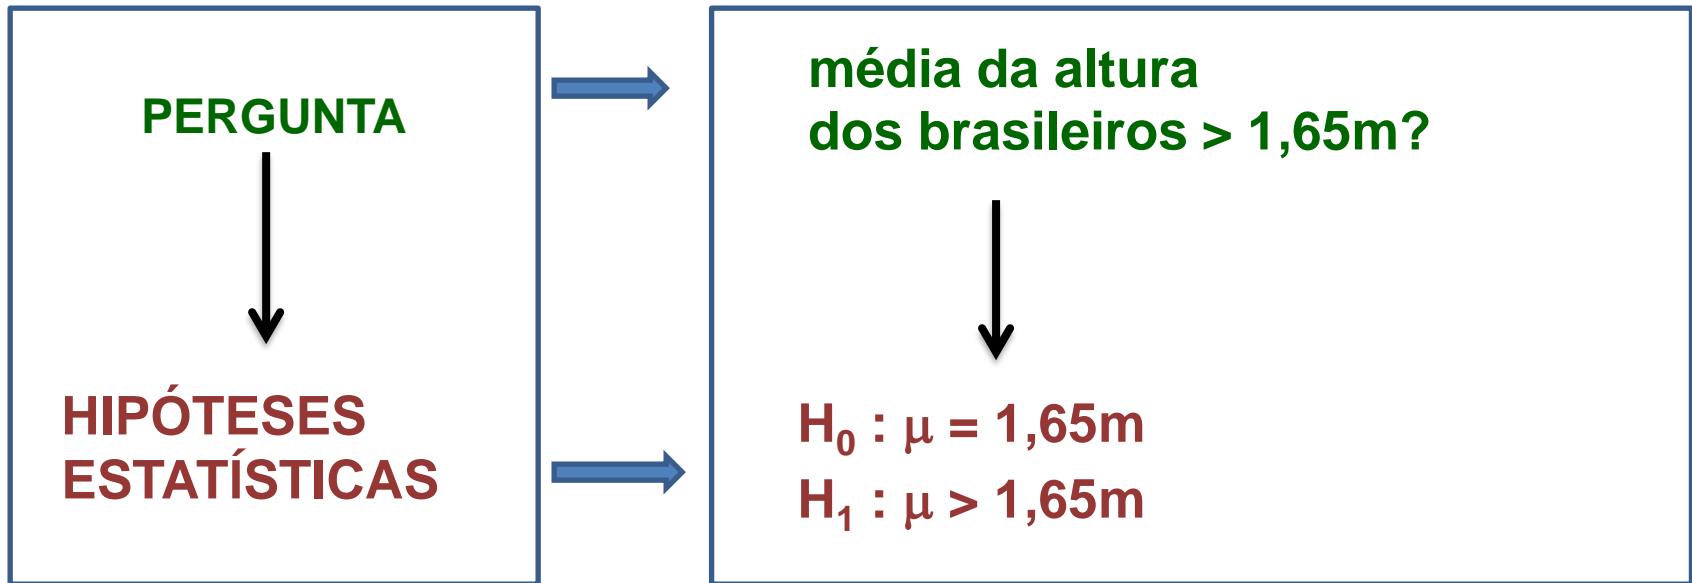 PERGUNTA
HIPÓTESES
ESTATÍSTICAS
média da altura
dos brasileiros > 1,65m?
H₀ : μ = 1,65m
H₁ : μ > 1,65m